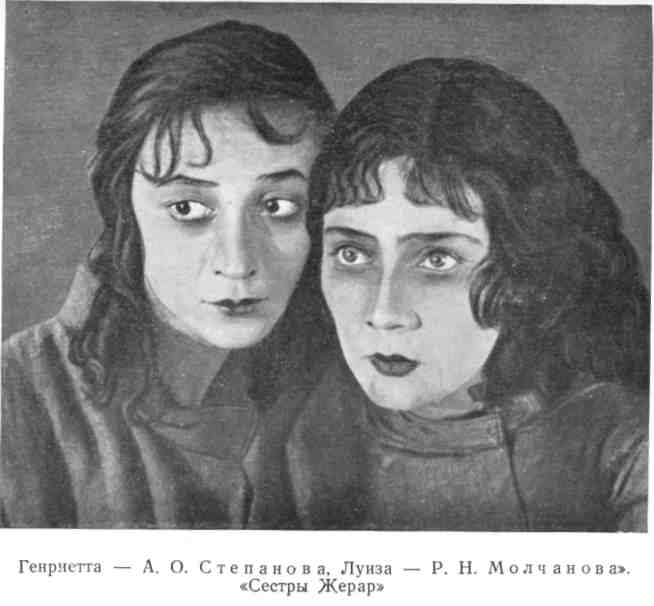 Генриетта — А. О. Степанова, Луиза — Р. Н. Молчанова».
«Сестры Жерар»